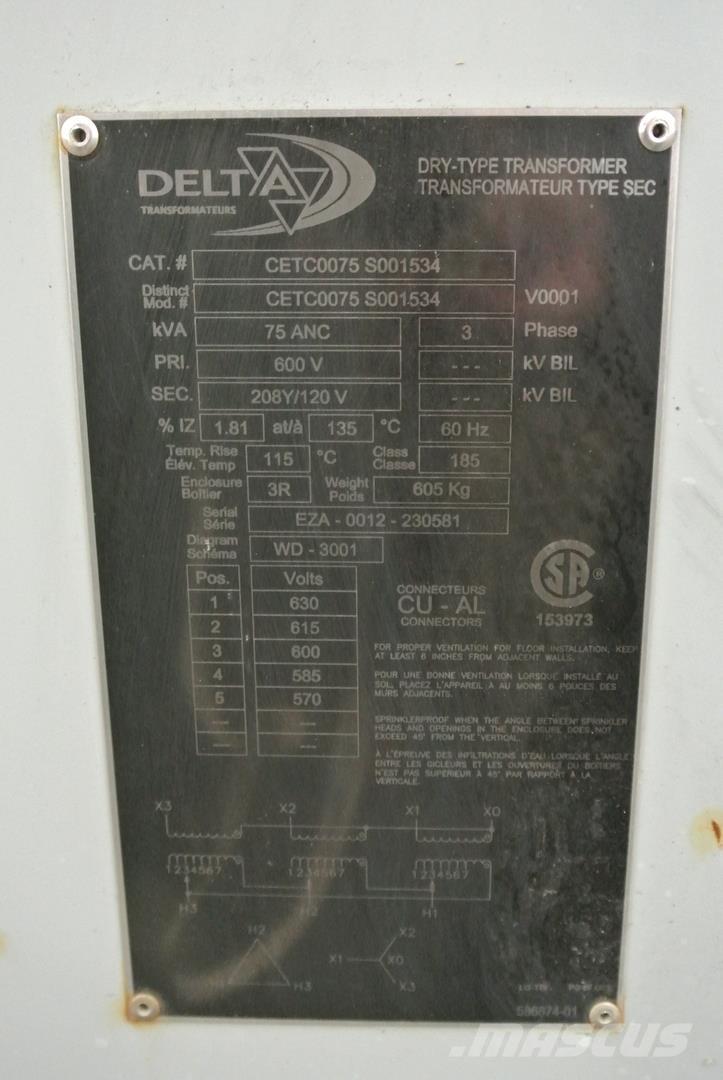 DELTA
TRANSFORMATEURS
DRY-TYPE TRANSFORMER
TRANSFORMATEUR TYPE SEC
CAT. # CETC0075 S001534
Distinct Mod. # CETC0075 S001534 V0001
kVA 75 ANC 3 Phase
PRI. 600 V --- kV BIL
SEC. 208Y/120 V --- kV BIL
% IZ 1.81 at/à 135 °C 60 Hz
Temp. Rise Élév. Temp 115 °C Class Classe 185
Enclosure Boîtier 3R Weight Poids 605 Kg
Serial Série EZA - 0012 - 230581
Diagram Schéma WD - 3001
Pos. Volts
1 630
2 615
3 600
4 585
5 570
--- ---
--- ---
CONNECTEURS
CU - AL
CONNECTORS
CSA ®
153973
FOR PROPER VENTILATION FOR FLOOR INSTALLATION, KEEP
AT LEAST 6 INCHES FROM ADJACENT WALLS.
POUR UNE BONNE VENTILATION LORSQUE INSTALLÉ AU
SOL, PLACEZ L'APPAREIL À AU MOINS 6 POUCES DES
MURS ADJACENTS.
SPRINKLERPROOF WHEN THE ANGLE BETWEEN SPRINKLER
HEADS AND OPENINGS IN THE ENCLOSURE DOES NOT
EXCEED 45° FROM THE VERTICAL.
À L'ÉPREUVE DES INFILTRATIONS D'EAU LORSQUE L'ANGLE
ENTRE LES GICLEURS ET LES OUVERTURES DU BOÎTIERS
N'EST PAS SUPÉRIEUR À 45° PAR RAPPORT À LA
VERTICALE.
X3 X2 X1 X0
1234567 1234567 1234567
H3 H2 H1
H2 X2
X1 X0
H1 H3 X3
586874-01
MASCUS